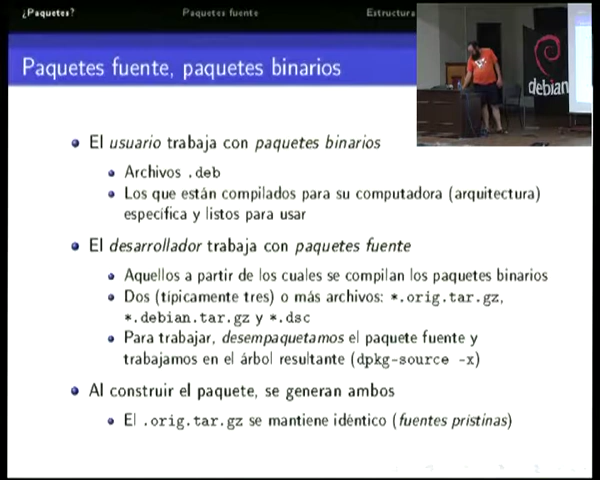 ¿Paquetes?
Paquetes fuente
Estructura
Paquetes fuente, paquetes binarios
debian
El usuario trabaja con paquetes binarios
Archivos .deb
Los que están compilados para su computadora (arquitectura)
específica y listos para usar
El desarrollador trabaja con paquetes fuente
Aquellos a partir de los cuales se compilan los paquetes binarios
Dos (típicamente tres) o más archivos: *.orig.tar.gz,
*.debian.tar.gz y *.dsc
Para trabajar, desempaquetamos el paquete fuente y
trabajamos en el árbol resultante (dpkg-source -x)
Al construir el paquete, se generan ambos
El .orig.tar.gz se mantiene idéntico (fuentes prístinas)